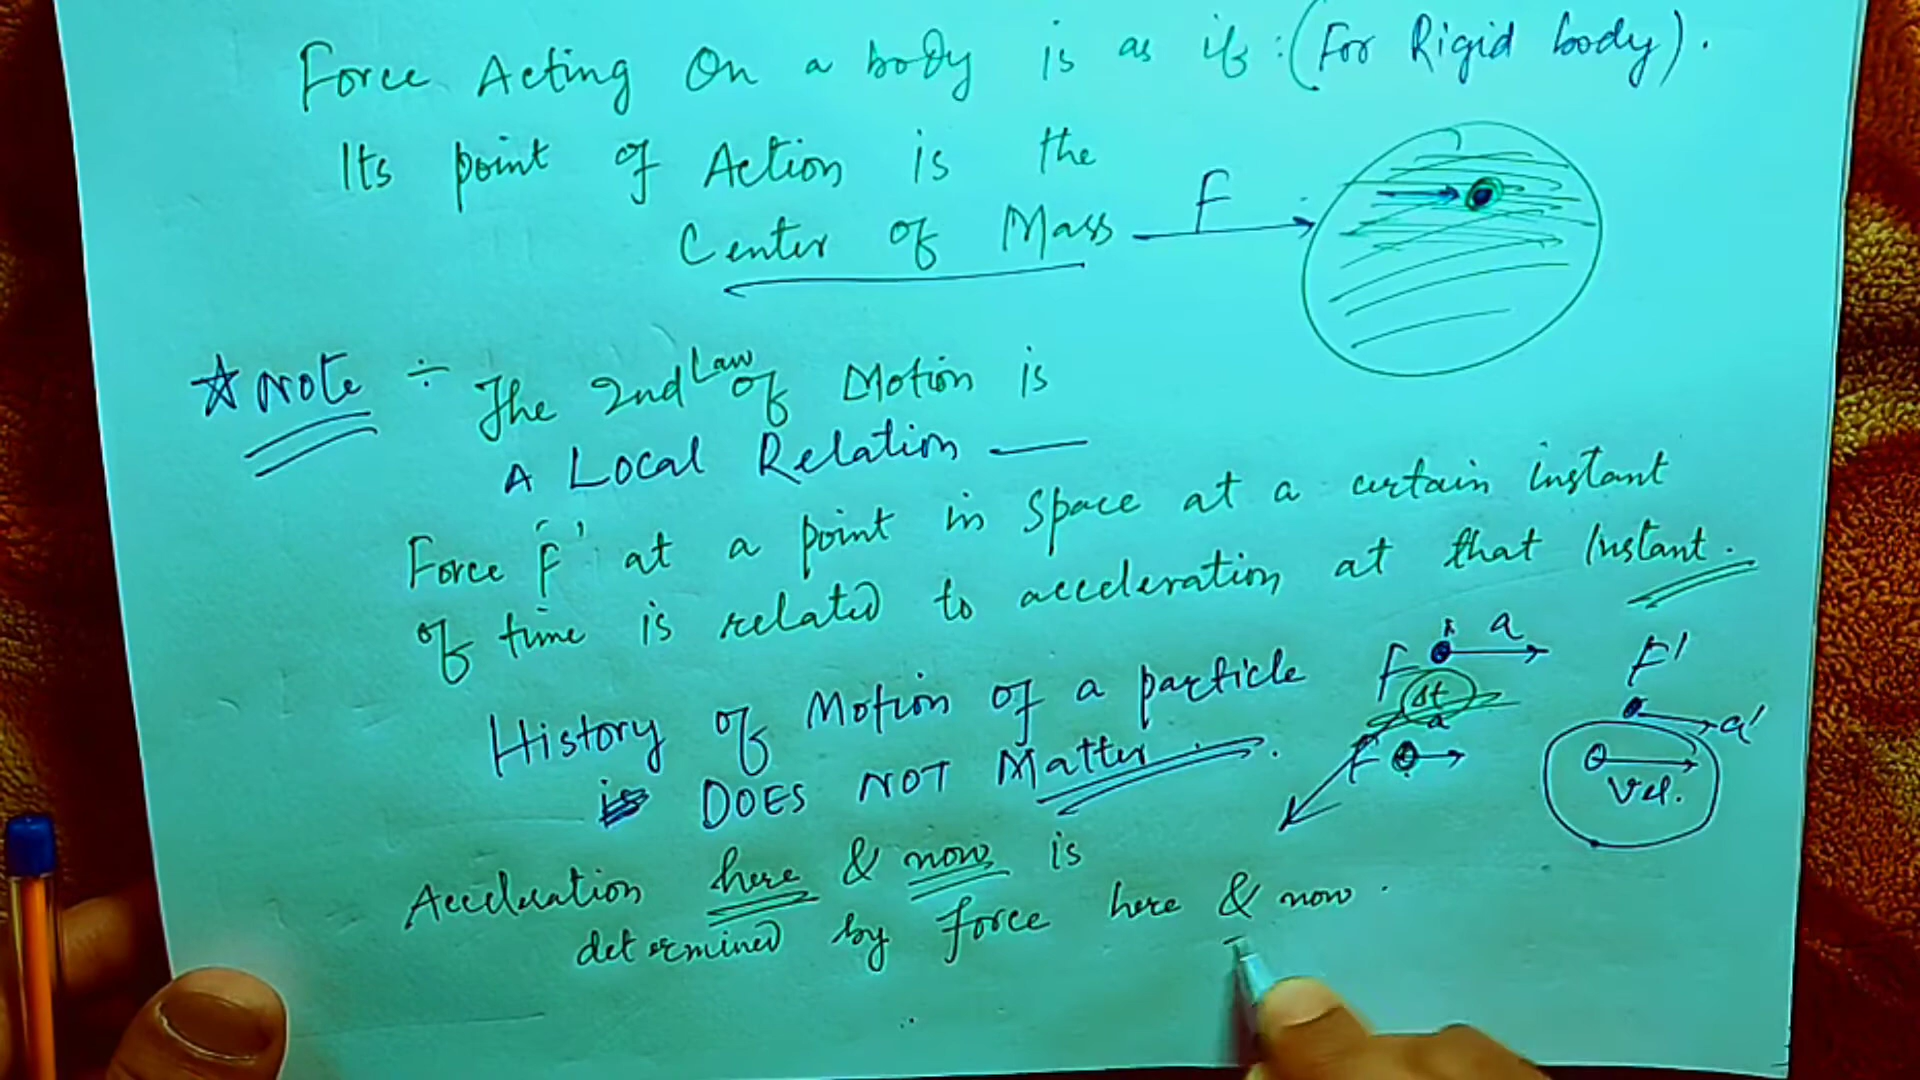 Force Acting On a body is as if : (For Rigid body).
Its point of Action is the
Center of Mass
F
☆ Note ÷ The 2nd Law of Motion is
A Local Relation —
Force 'F' at a point in space at a certain instant
of time is related to acceleration at that instant.
F a F'
History of Motion of a particle
Δt a a'
DOES NOT Matter.
F Vel.
Acceleration here & now is
determined by force here & now.